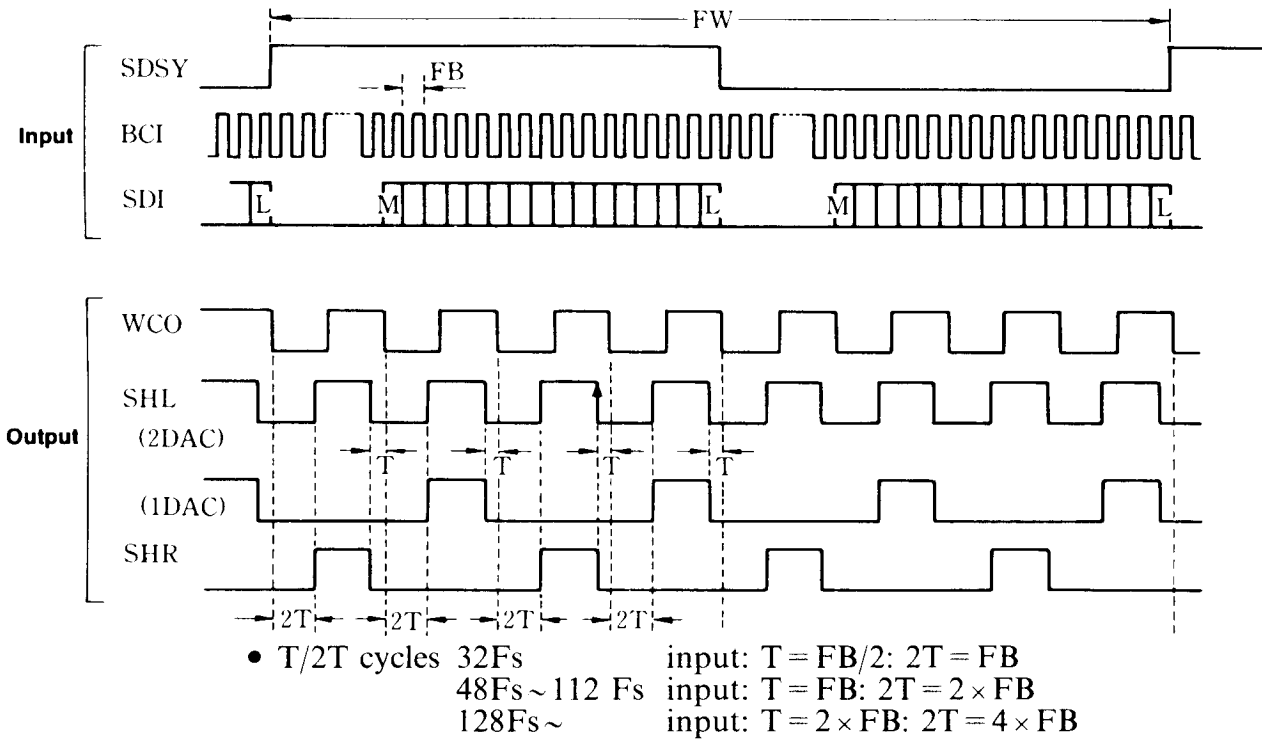 FW
SDSY
FB
Input
BCI
SDI
L M L M L
WCO
SHL
Output
(2DAC)
T T T T
(1DAC)
SHR
2T 2T 2T 2T
• T/2T cycles 32Fs input: T = FB/2: 2T = FB
48Fs ~ 112 Fs input: T = FB: 2T = 2 × FB
128Fs ~ input: T = 2 × FB: 2T = 4 × FB